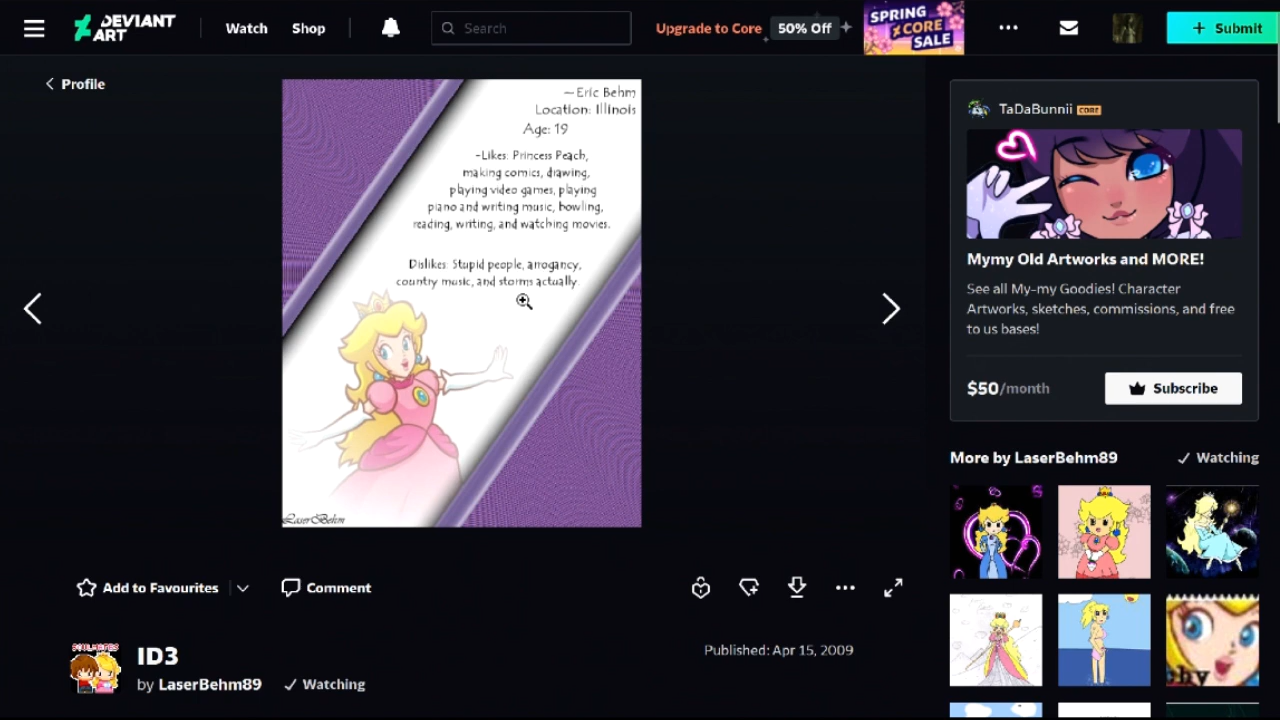 DEVIANT ART
Watch
Shop
Search
Upgrade to Core
50% Off
SPRING
CORE
SALE
+ Submit
Profile
— Eric Behm
Location: Illinois
Age: 19
-Likes: Princess Peach,
making comics, drawing,
playing video games, playing
piano and writing music, bowling,
reading, writing, and watching movies.
Dislikes: Stupid people, arrogancy,
country music, and storms actually.
LaserBehm
TaDaBunnii CORE
Mymy Old Artworks and MORE!
See all My-my Goodies! Character
Artworks, sketches, commissions, and free
to us bases!
$50/month
Subscribe
More by LaserBehm89
Watching
Add to Favourites
Comment
SOULMATES
ID3
by LaserBehm89
Watching
Published: Apr 15, 2009